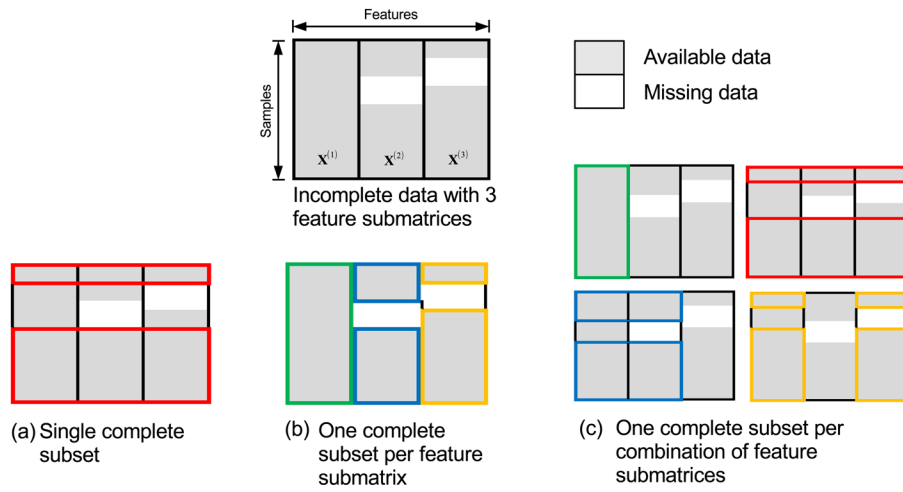 Features
Samples
X(1)
X(2)
X(3)
Incomplete data with 3
feature submatrices
Available data
Missing data
(a) Single complete
subset
(b) One complete
subset per feature
submatrix
(c) One complete subset per
combination of feature
submatrices